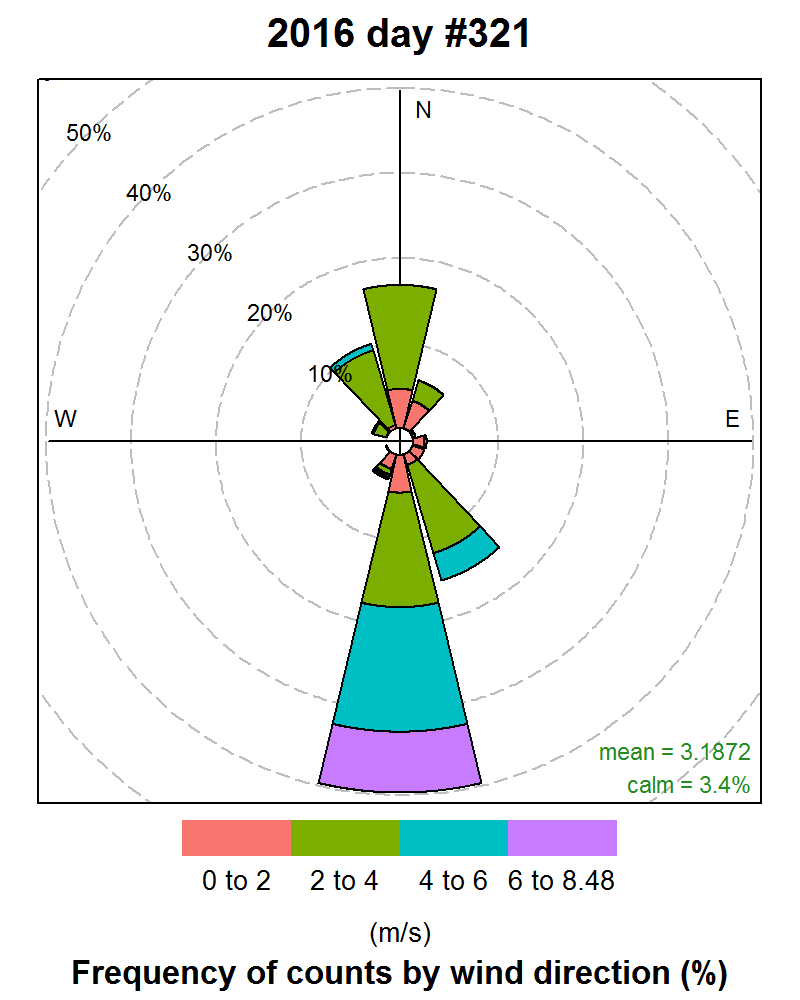 2016 day #321
N
50%
40%
30%
20%
10%
W
E
mean = 3.1872
calm = 3.4%
0 to 2 2 to 4 4 to 6 6 to 8.48
(m/s)
Frequency of counts by wind direction (%)